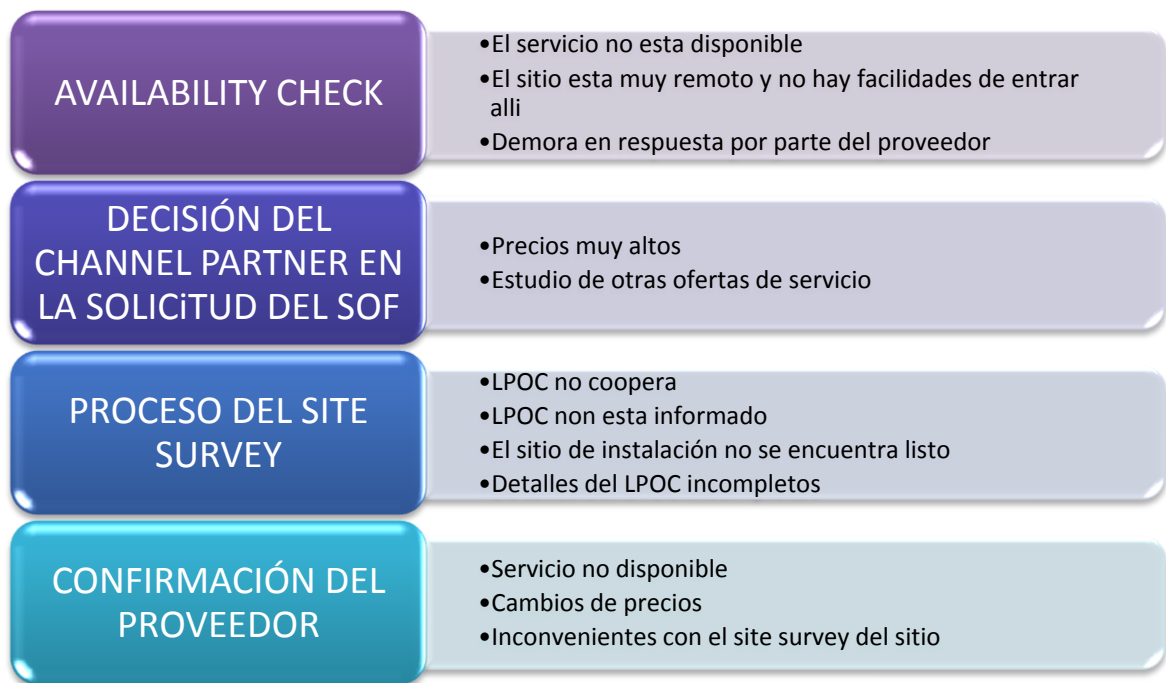 AVAILABILITY CHECK
•El servicio no esta disponible
•El sitio esta muy remoto y no hay facilidades de entrar
alli
•Demora en respuesta por parte del proveedor
DECISIÓN DEL
CHANNEL PARTNER EN
LA SOLICiTUD DEL SOF
•Precios muy altos
•Estudio de otras ofertas de servicio
PROCESO DEL SITE
SURVEY
•LPOC no coopera
•LPOC non esta informado
•El sitio de instalación no se encuentra listo
•Detalles del LPOC incompletos
CONFIRMACIÓN DEL
PROVEEDOR
•Servicio no disponible
•Cambios de precios
•Inconvenientes con el site survey del sitio